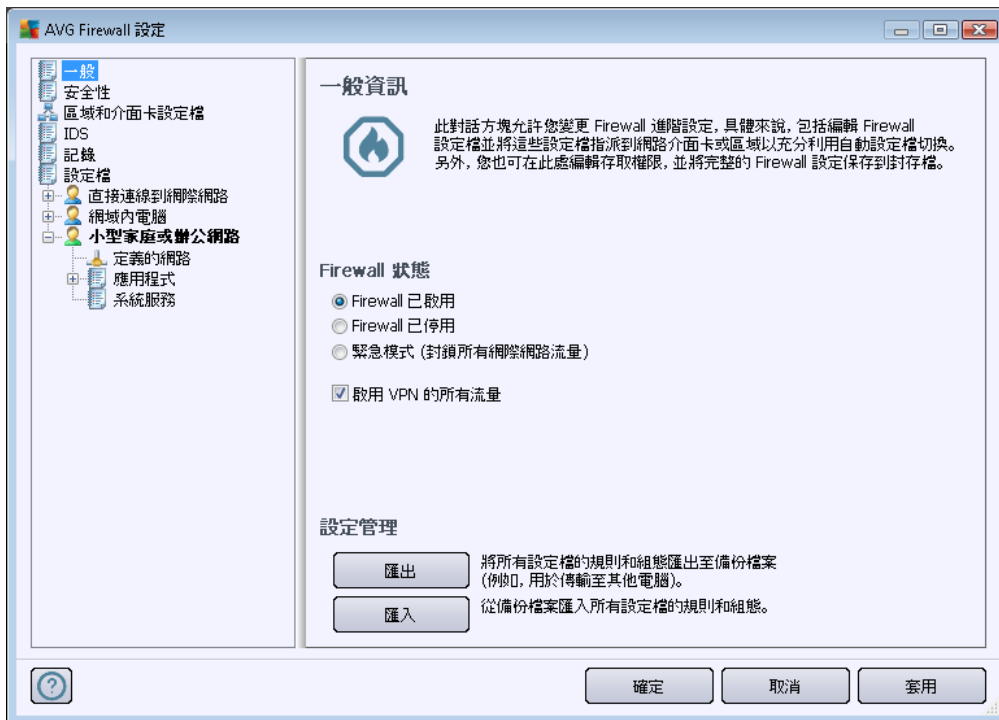 AVG Firewall 設定
一般
安全性
區域和介面卡設定檔
IDS
記錄
設定檔
直接連線到網際網路
網域內電腦
小型家庭或辦公網路
定義的網路
應用程式
系統服務
一般資訊
此對話方塊允許您變更 Firewall 進階設定, 具體來說, 包括編輯 Firewall
設定檔並將這些設定檔指派到網路介面卡或區域以充分利用自動設定檔切換。
另外, 您也可在此處編輯存取權限, 並將完整的 Firewall 設定保存到封存檔。
Firewall 狀態
Firewall 已啟用
Firewall 已停用
緊急模式 (封鎖所有網際網路流量)
啟用 VPN 的所有流量
設定管理
匯出
將所有設定檔的規則和組態匯出至備份檔案
(例如, 用於傳輸至其他電腦)。
匯入
從備份檔案匯入所有設定檔的規則和組態。
確定
取消
套用